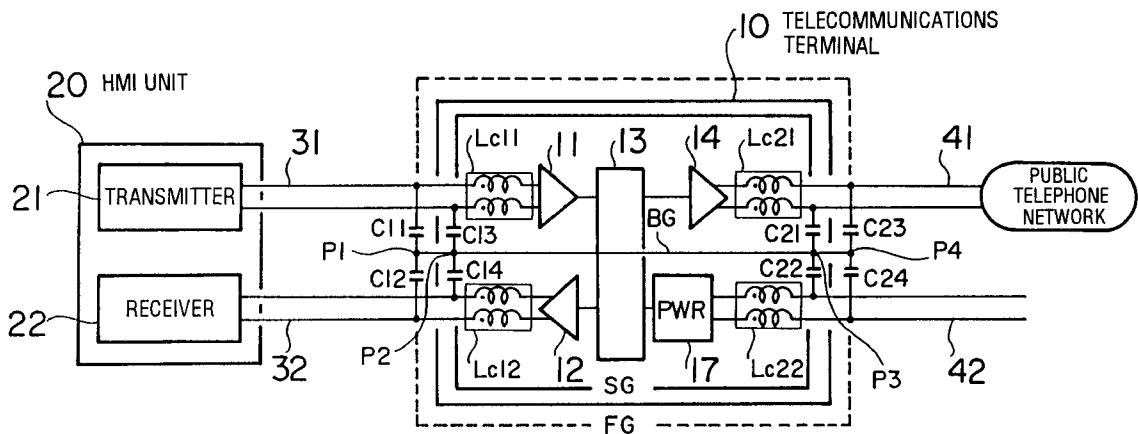 10 TELECOMMUNICATIONS
TERMINAL
20 HMI UNIT
31
Lc11
11
13
14
Lc21
41
21
TRANSMITTER
PUBLIC
TELEPHONE
NETWORK
C11
C13
BG
C21
C23
P1
P4
C12
C14
C22
C24
22
RECEIVER
PWR
32
P2
Lc12
12
17
Lc22
P3
42
SG
FG